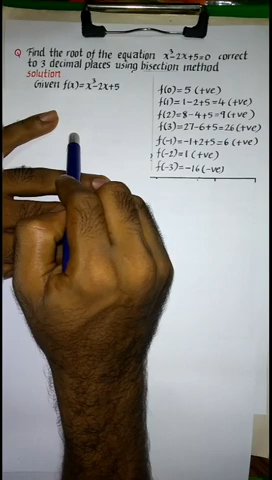 Q Find the root of the equation x³-2x+5=0 correct
to 3 decimal places using bisection method
solution
Given f(x)=x³-2x+5
f(0)=5 (+ve)
f(1)=1-2+5=4 (+ve)
f(2)=8-4+5=9(+ve)
f(3)=27-6+5=26(+ve)
f(-1)=-1+2+5=6(+ve)
f(-2)=1(+ve)
f(-3)=-16(-ve)